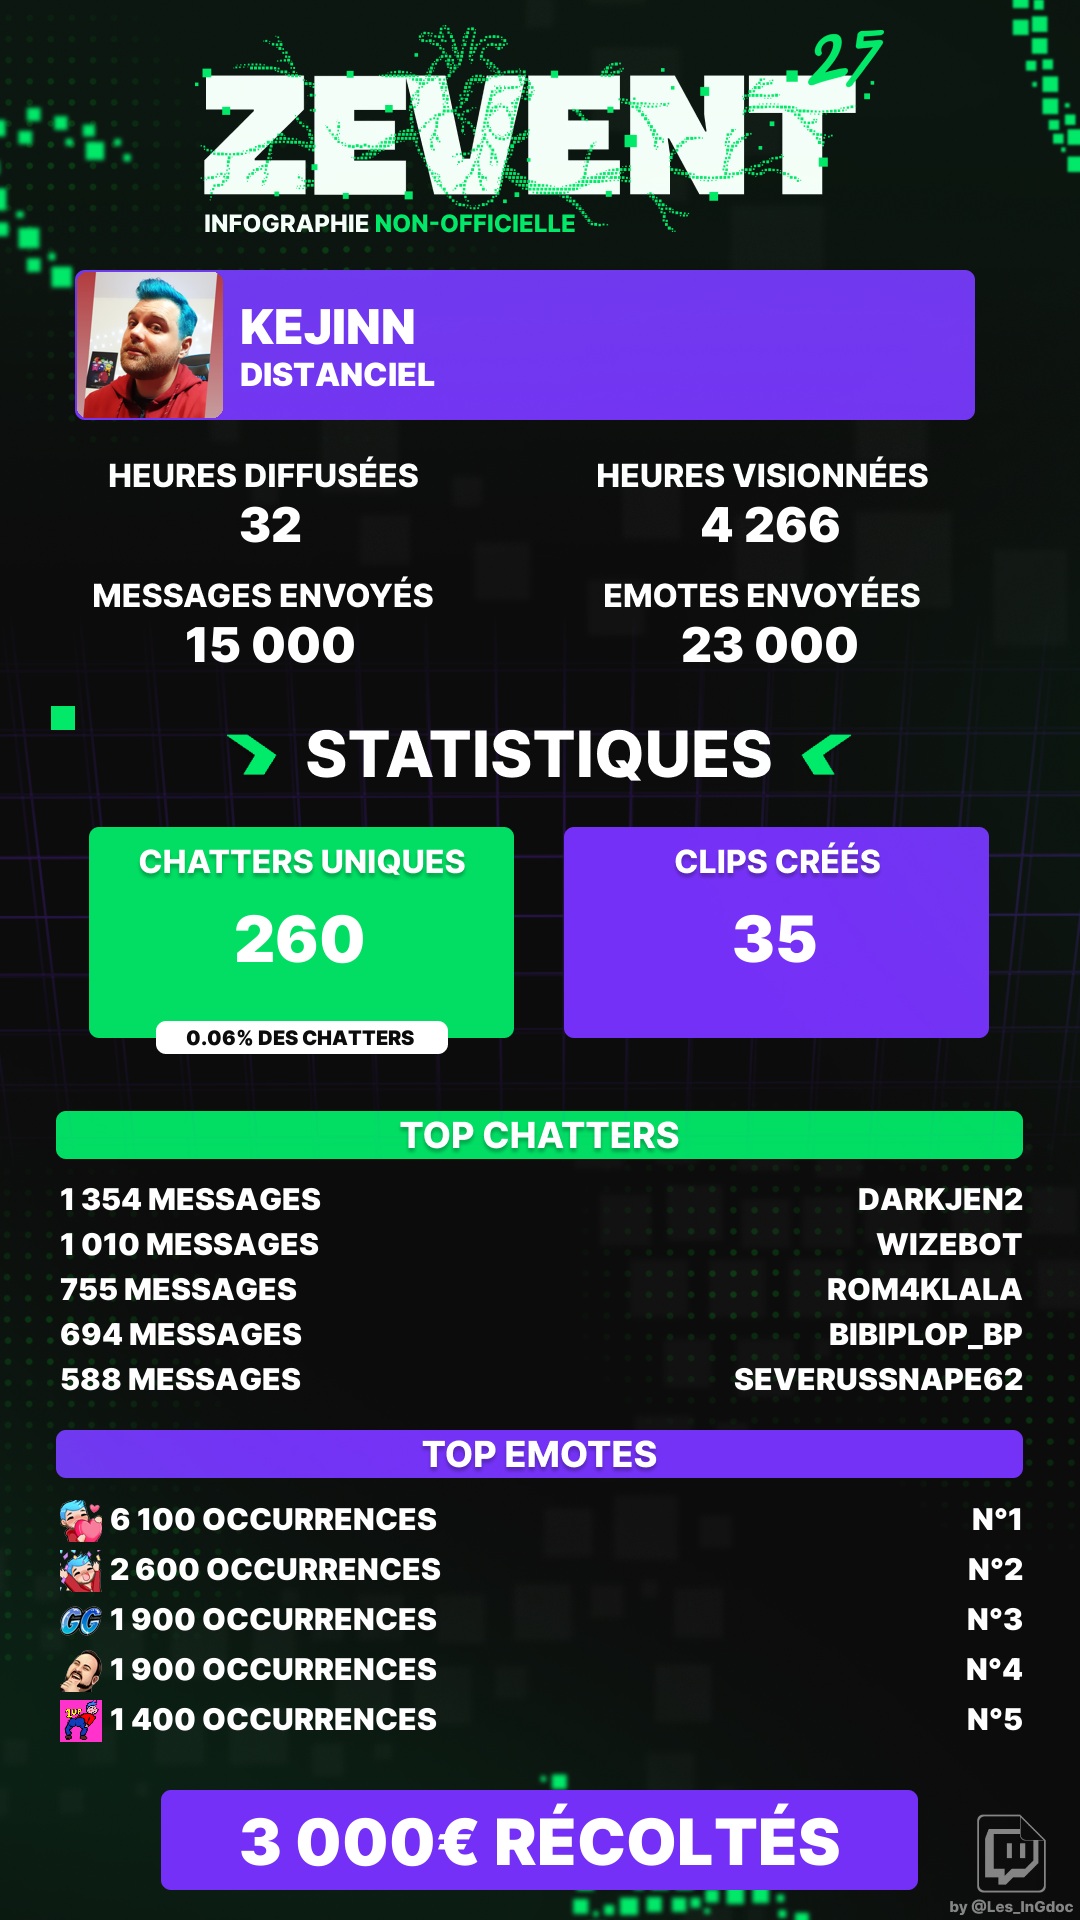 ZEVENT 25
INFOGRAPHIE NON-OFFICIELLE
KEJINN
DISTANCIEL
HEURES DIFFUSÉES
32
HEURES VISIONNÉES
4 266
MESSAGES ENVOYÉS
15 000
EMOTES ENVOYÉES
23 000
STATISTIQUES
CHATTERS UNIQUES
260
0.06% DES CHATTERS
CLIPS CRÉÉS
35
TOP CHATTERS
1 354 MESSAGES DARKJEN2
1 010 MESSAGES WIZEBOT
755 MESSAGES ROM4KLALA
694 MESSAGES BIBIPLOP_BP
588 MESSAGES SEVERUSSNAPE62
TOP EMOTES
6 100 OCCURRENCES N°1
2 600 OCCURRENCES N°2
GG 1 900 OCCURRENCES N°3
1 900 OCCURRENCES N°4
1UP 1 400 OCCURRENCES N°5
3 000€ RÉCOLTÉS
by @Les_InGdoc